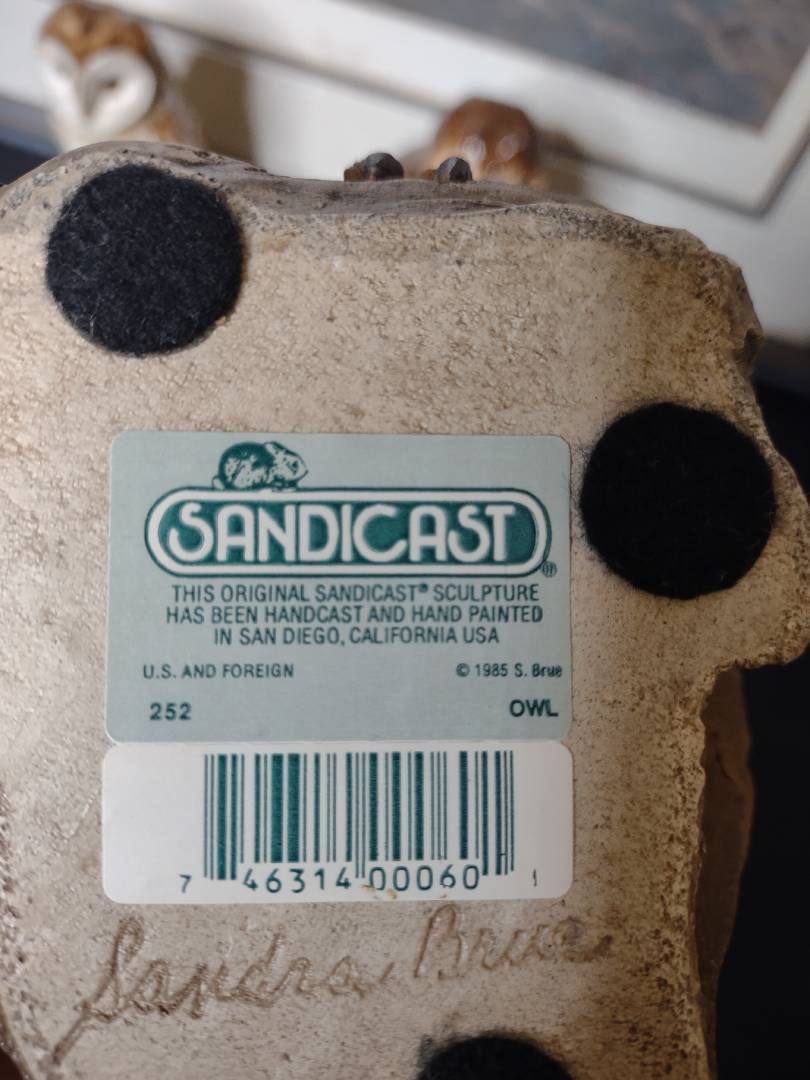 SANDICAST®
THIS ORIGINAL SANDICAST® SCULPTURE
HAS BEEN HANDCAST AND HAND PAINTED
IN SAN DIEGO, CALIFORNIA USA
U.S. AND FOREIGN © 1985 S. Brue
252 OWL
7 46314 00060 1
Sandra Brue